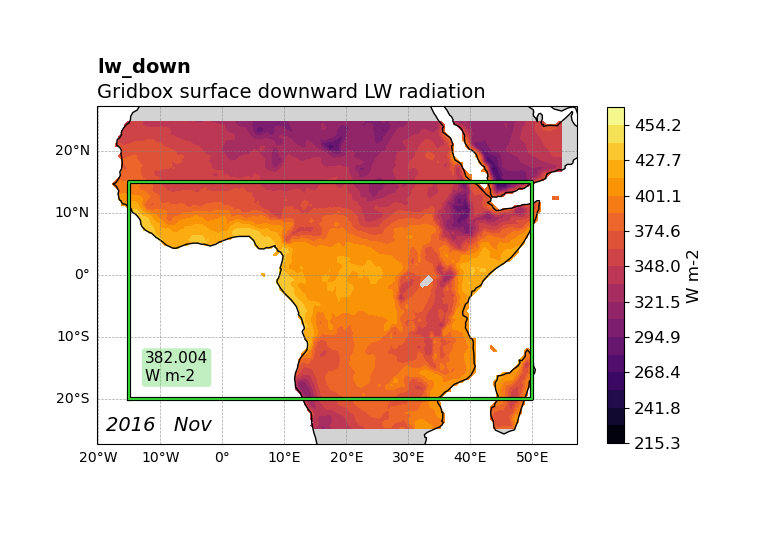 lw_down
Gridbox surface downward LW radiation
20°N
10°N
0°
10°S
20°S
20°W 10°W 0° 10°E 20°E 30°E 40°E 50°E
382.004
W m-2
2016 Nov
454.2
427.7
401.1
374.6
348.0
321.5
294.9
268.4
241.8
215.3
W m-2